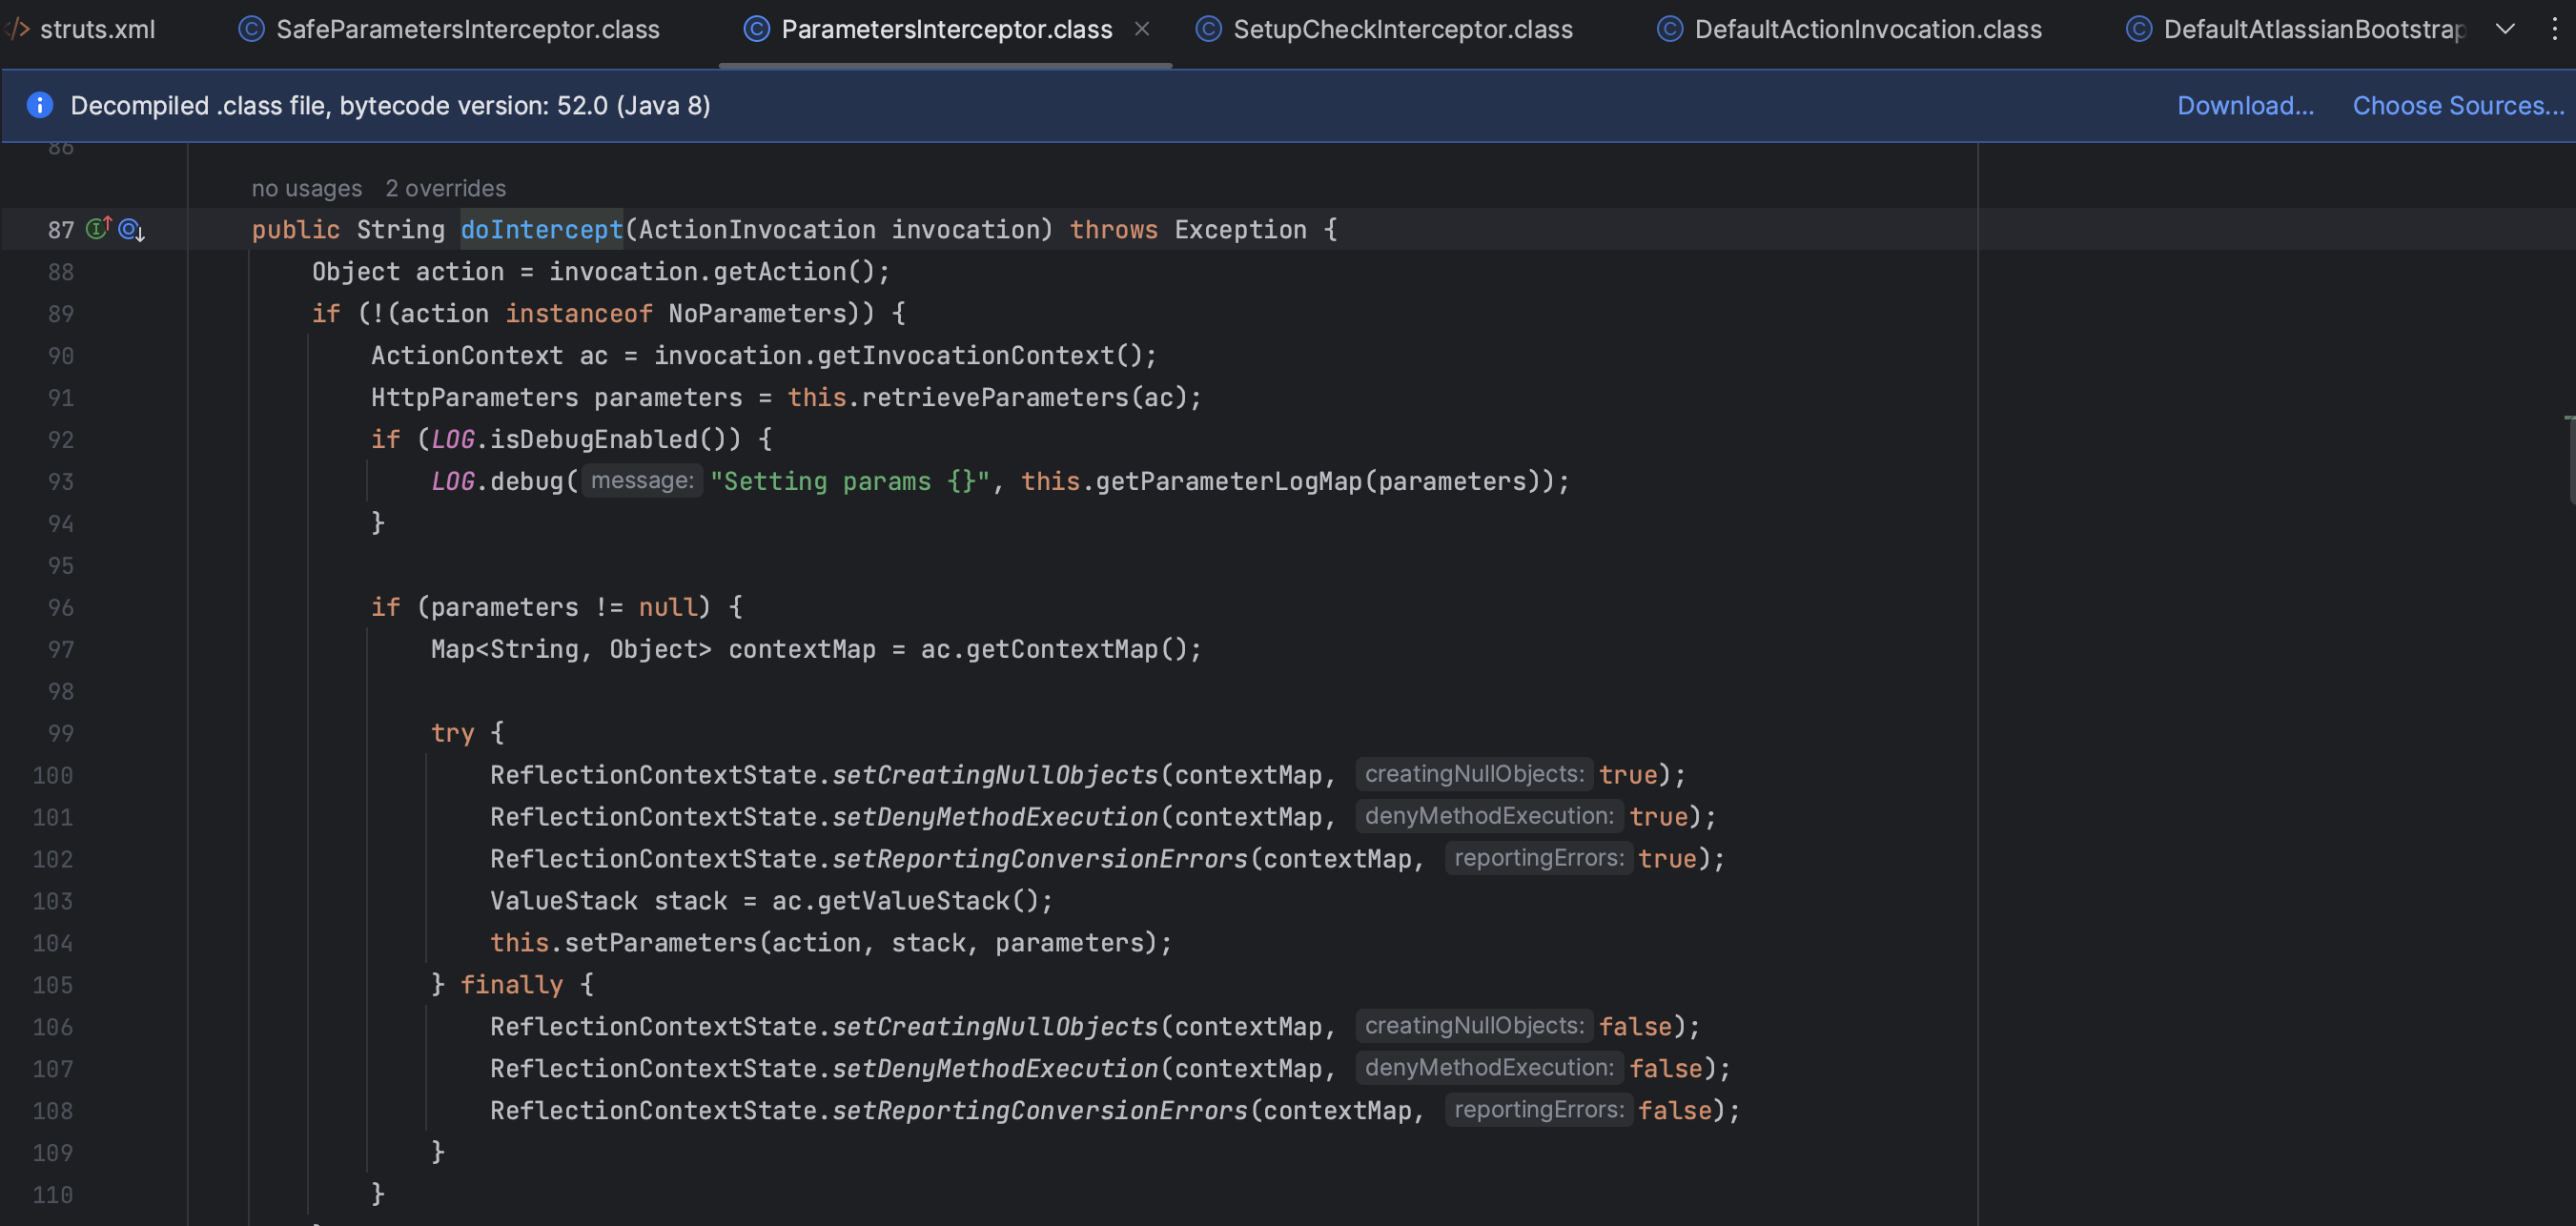 struts.xml SafeParametersInterceptor.class ParametersInterceptor.class SetupCheckInterceptor.class DefaultActionInvocation.class DefaultAtlassianBootstrap
Decompiled .class file, bytecode version: 52.0 (Java 8) Download... Choose Sources...
86
no usages 2 overrides
87 public String doIntercept(ActionInvocation invocation) throws Exception {
88 Object action = invocation.getAction();
89 if (!(action instanceof NoParameters)) {
90 ActionContext ac = invocation.getInvocationContext();
91 HttpParameters parameters = this.retrieveParameters(ac);
92 if (LOG.isDebugEnabled()) {
93 LOG.debug( message: "Setting params {}", this.getParameterLogMap(parameters));
94 }
95
96 if (parameters != null) {
97 Map<String, Object> contextMap = ac.getContextMap();
98
99 try {
100 ReflectionContextState.setCreatingNullObjects(contextMap, creatingNullObjects: true);
101 ReflectionContextState.setDenyMethodExecution(contextMap, denyMethodExecution: true);
102 ReflectionContextState.setReportingConversionErrors(contextMap, reportingErrors: true);
103 ValueStack stack = ac.getValueStack();
104 this.setParameters(action, stack, parameters);
105 } finally {
106 ReflectionContextState.setCreatingNullObjects(contextMap, creatingNullObjects: false);
107 ReflectionContextState.setDenyMethodExecution(contextMap, denyMethodExecution: false);
108 ReflectionContextState.setReportingConversionErrors(contextMap, reportingErrors: false);
109 }
110 }